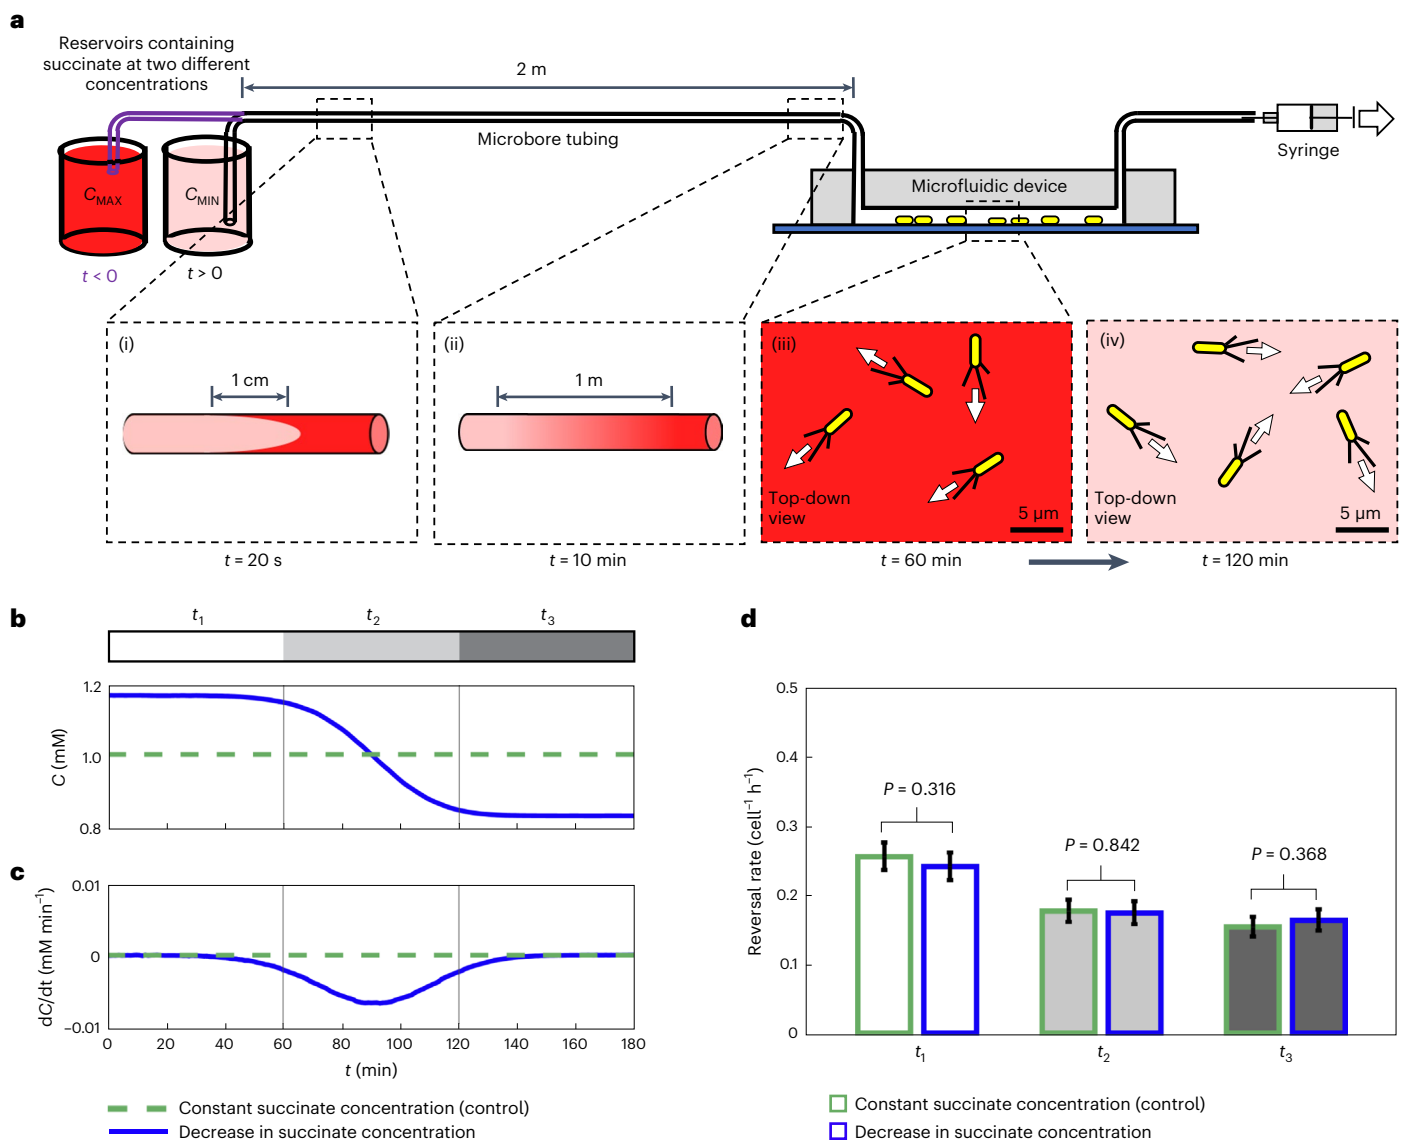 a
Reservoirs containing
succinate at two different
concentrations
2 m
Microbore tubing
Syringe
Microfluidic device
CMAX
CMIN
t < 0
t > 0
(i)
1 cm
t = 20 s
(ii)
1 m
t = 10 min
(iii)
Top-down
view
5 µm
t = 60 min
(iv)
Top-down
view
5 µm
t = 120 min
b
t1
t2
t3
1.2
1.0
0.8
C (mM)
c
0.01
0
–0.01
dC/dt (mM min–1)
0 20 40 60 80 100 120 140 160 180
t (min)
Constant succinate concentration (control)
Decrease in succinate concentration
d
0.5
0.4
0.3
0.2
0.1
0
Reversal rate (cell–1 h–1)
P = 0.316
P = 0.842
P = 0.368
t1
t2
t3
Constant succinate concentration (control)
Decrease in succinate concentration